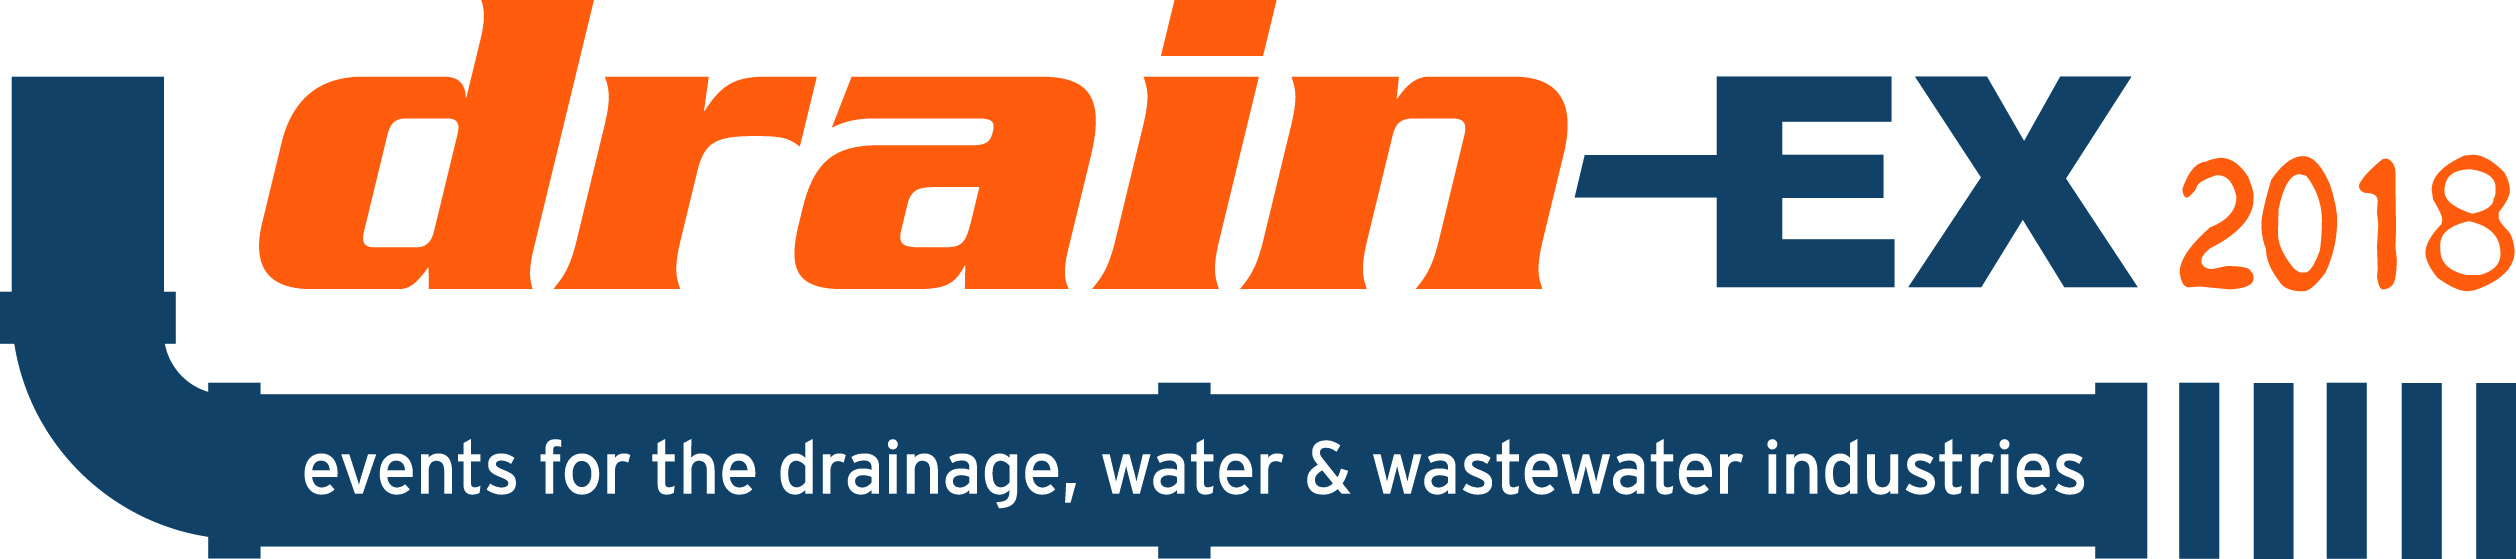 drain-EX 2018
events for the drainage, water & wastewater industries